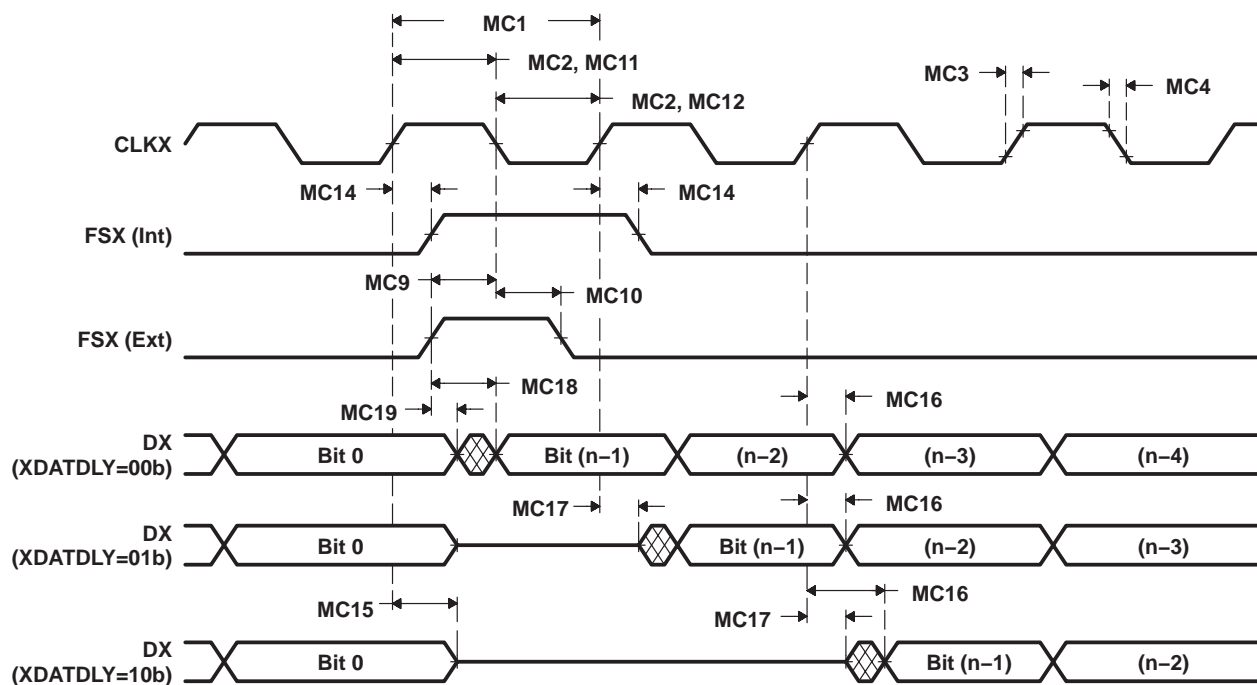 MC1
MC2, MC11
MC3
MC4
MC2, MC12
CLKX
MC14
MC14
FSX (Int)
MC9
MC10
FSX (Ext)
MC18
MC19
MC16
DX
(XDATDLY=00b)
Bit 0
Bit (n−1)
(n−2)
(n−3)
(n−4)
MC17
MC16
DX
(XDATDLY=01b)
Bit 0
Bit (n−1)
(n−2)
(n−3)
MC15
MC16
MC17
DX
(XDATDLY=10b)
Bit 0
Bit (n−1)
(n−2)